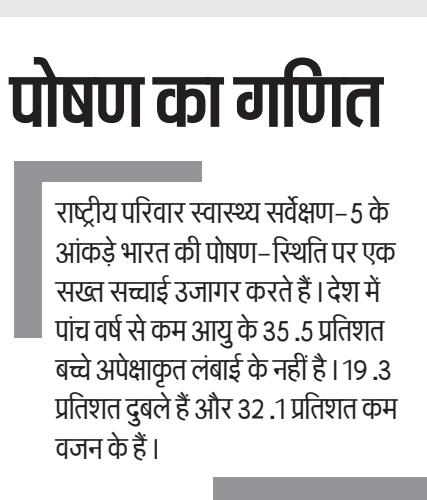 पोषण का गणित
राष्ट्रीय परिवार स्वास्थ्य सर्वेक्षण-5 के
आंकड़े भारत की पोषण-स्थिति पर एक
सख्त सच्चाई उजागर करते हैं। देश में
पांच वर्ष से कम आयु के 35 .5 प्रतिशत
बच्चे अपेक्षाकृत लंबाई के नहीं है। 19 .3
प्रतिशत दुबले हैं और 32 .1 प्रतिशत कम
वजन के हैं।